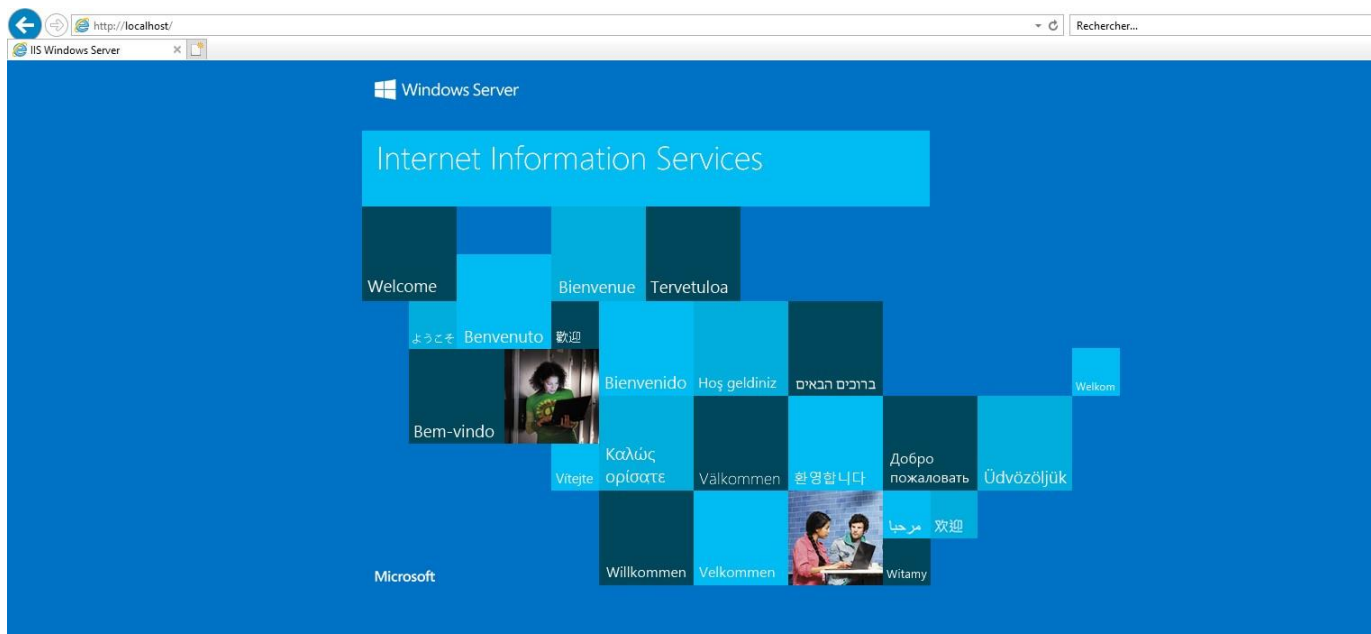 http://localhost/
Rechercher...
IIS Windows Server
Windows Server
Internet Information Services
Welcome
Bienvenue
Tervetuloa
ようこそ
Benvenuto
歡迎
Bienvenido
Hoş geldiniz
ברוכים הבאים
Welkom
Bem-vindo
Vítejte
Καλώς
ορίσατε
Välkommen
환영합니다
Добро
пожаловать
Üdvözöljük
مرحبا
欢迎
Microsoft
Willkommen
Velkommen
Witamy